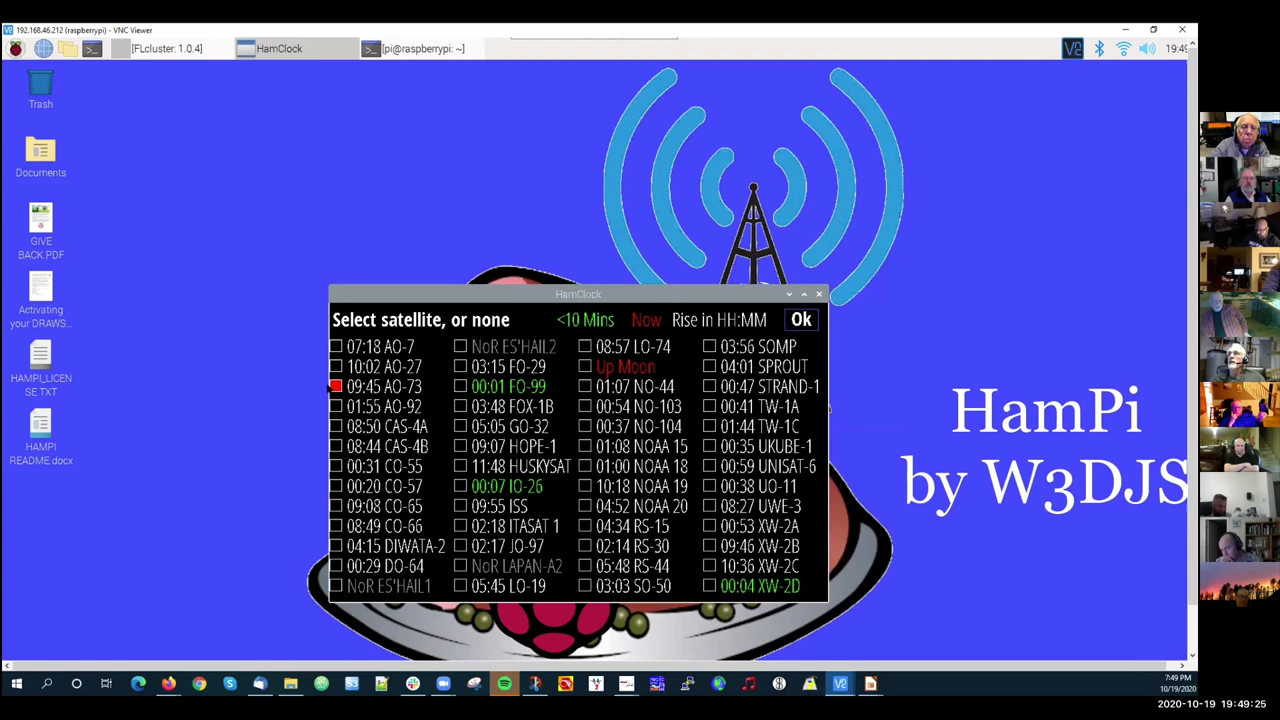 192.168.46.212 (raspberrypi) - VNC Viewer
[FLcluster: 1.0.4)
HamClock
[pi@raspberrypi: ~]
19:49
Trash
Documents
GIVE
BACK.PDF
Activating
your DRAWS...
HAMPI_LICEN
SE.TXT
HAMPI
README.docx
HamClock
Select satellite, or none
<10 Mins
Now
Rise in HH:MM
Ok
07:18 AO-7
10:02 AO-27
09:45 AO-73
01:55 AO-92
08:50 CAS-4A
08:44 CAS-4B
00:31 CO-55
00:20 CO-57
09:08 CO-65
08:49 CO-66
04:15 DIWATA-2
00:29 DO-64
NoR ES'HAIL1
NoR ES'HAIL2
03:15 FO-29
00:01 FO-99
03:48 FOX-1B
05:05 GO-32
09:07 HOPE-1
11:48 HUSKYSAT
00:07 IO-26
09:55 ISS
02:18 ITASAT 1
02:17 JO-97
NoR LAPAN-A2
05:45 LO-19
08:57 LO-74
Up Moon
01:07 NO-44
00:54 NO-103
00:37 NO-104
01:08 NOAA 15
01:00 NOAA 18
10:18 NOAA 19
04:52 NOAA 20
04:34 RS-15
02:14 RS-30
05:48 RS-44
03:03 SO-50
03:56 SOMP
04:01 SPROUT
00:47 STRAND-1
00:41 TW-1A
01:44 TW-1C
00:35 UKUBE-1
00:59 UNISAT-6
00:38 UO-11
08:27 UWE-3
00:53 XW-2A
09:46 XW-2B
10:36 XW-2C
00:04 XW-2D
HamPi
by W3DJS
7:49 PM
10/19/2020
2020-10-19 19:49:25